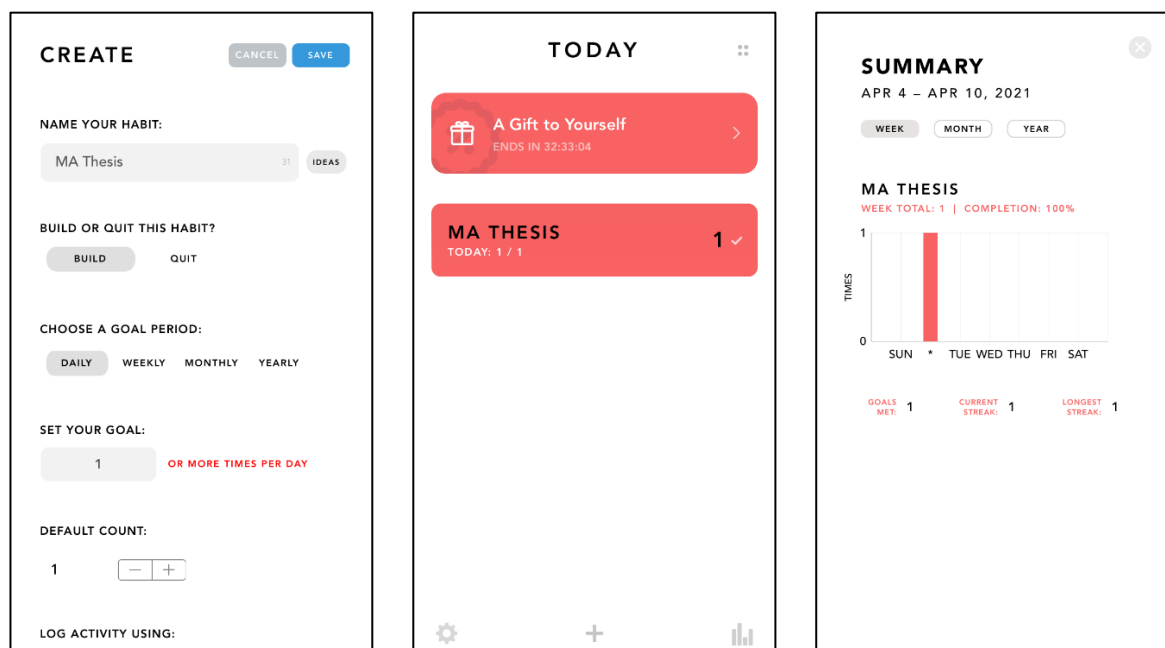 CREATE
CANCEL
SAVE
NAME YOUR HABIT:
MA Thesis
31
IDEAS
BUILD OR QUIT THIS HABIT?
BUILD
QUIT
CHOOSE A GOAL PERIOD:
DAILY WEEKLY MONTHLY YEARLY
SET YOUR GOAL:
1 OR MORE TIMES PER DAY
DEFAULT COUNT:
1 − +
LOG ACTIVITY USING:
TODAY
A Gift to Yourself
ENDS IN 32:33:04
MA THESIS
TODAY: 1 / 1
1
SUMMARY
APR 4 – APR 10, 2021
WEEK MONTH YEAR
MA THESIS
WEEK TOTAL: 1 | COMPLETION: 100%
1
TIMES
0
SUN * TUE WED THU FRI SAT
GOALS MET: 1
CURRENT STREAK: 1
LONGEST STREAK: 1